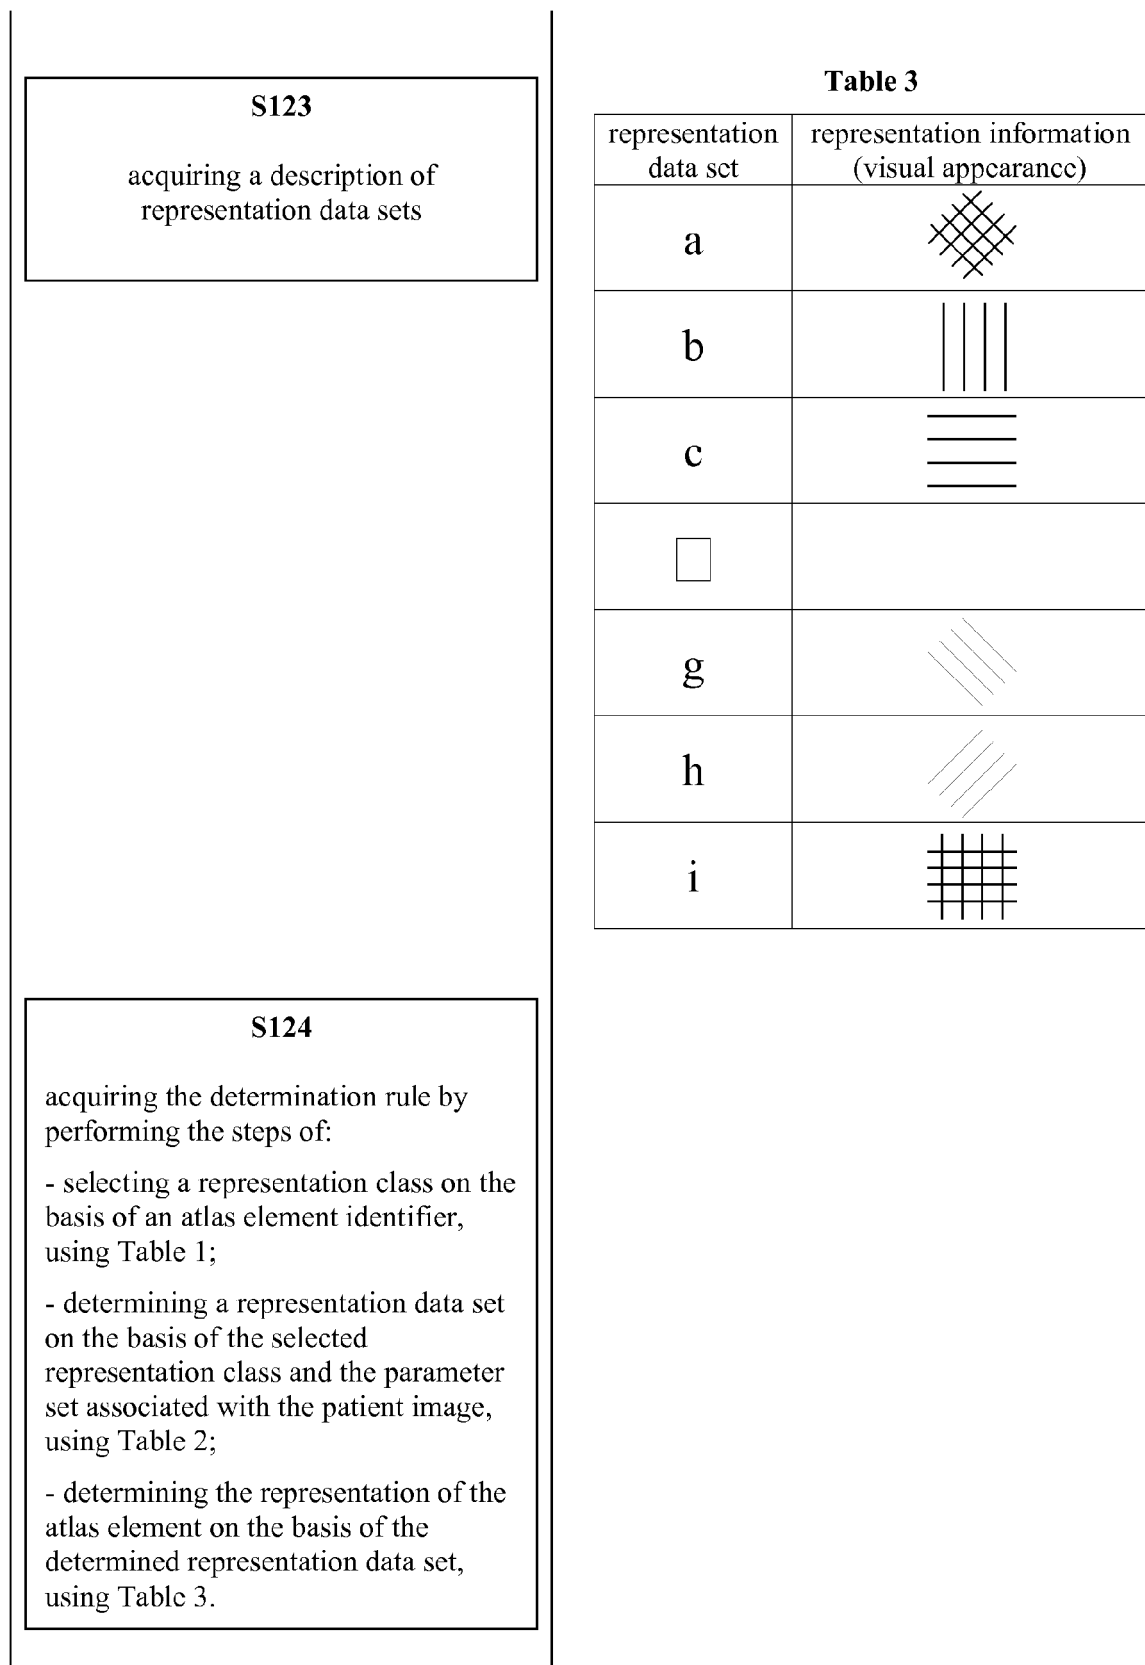 S123
acquiring a description of
representation data sets
Table 3
representation
data set
representation information
(visual appearance)
a
b
c
g
h
i
S124
acquiring the determination rule by
performing the steps of:
- selecting a representation class on the
basis of an atlas element identifier,
using Table 1;
- determining a representation data set
on the basis of the selected
representation class and the parameter
set associated with the patient image,
using Table 2;
- determining the representation of the
atlas element on the basis of the
determined representation data set,
using Table 3.